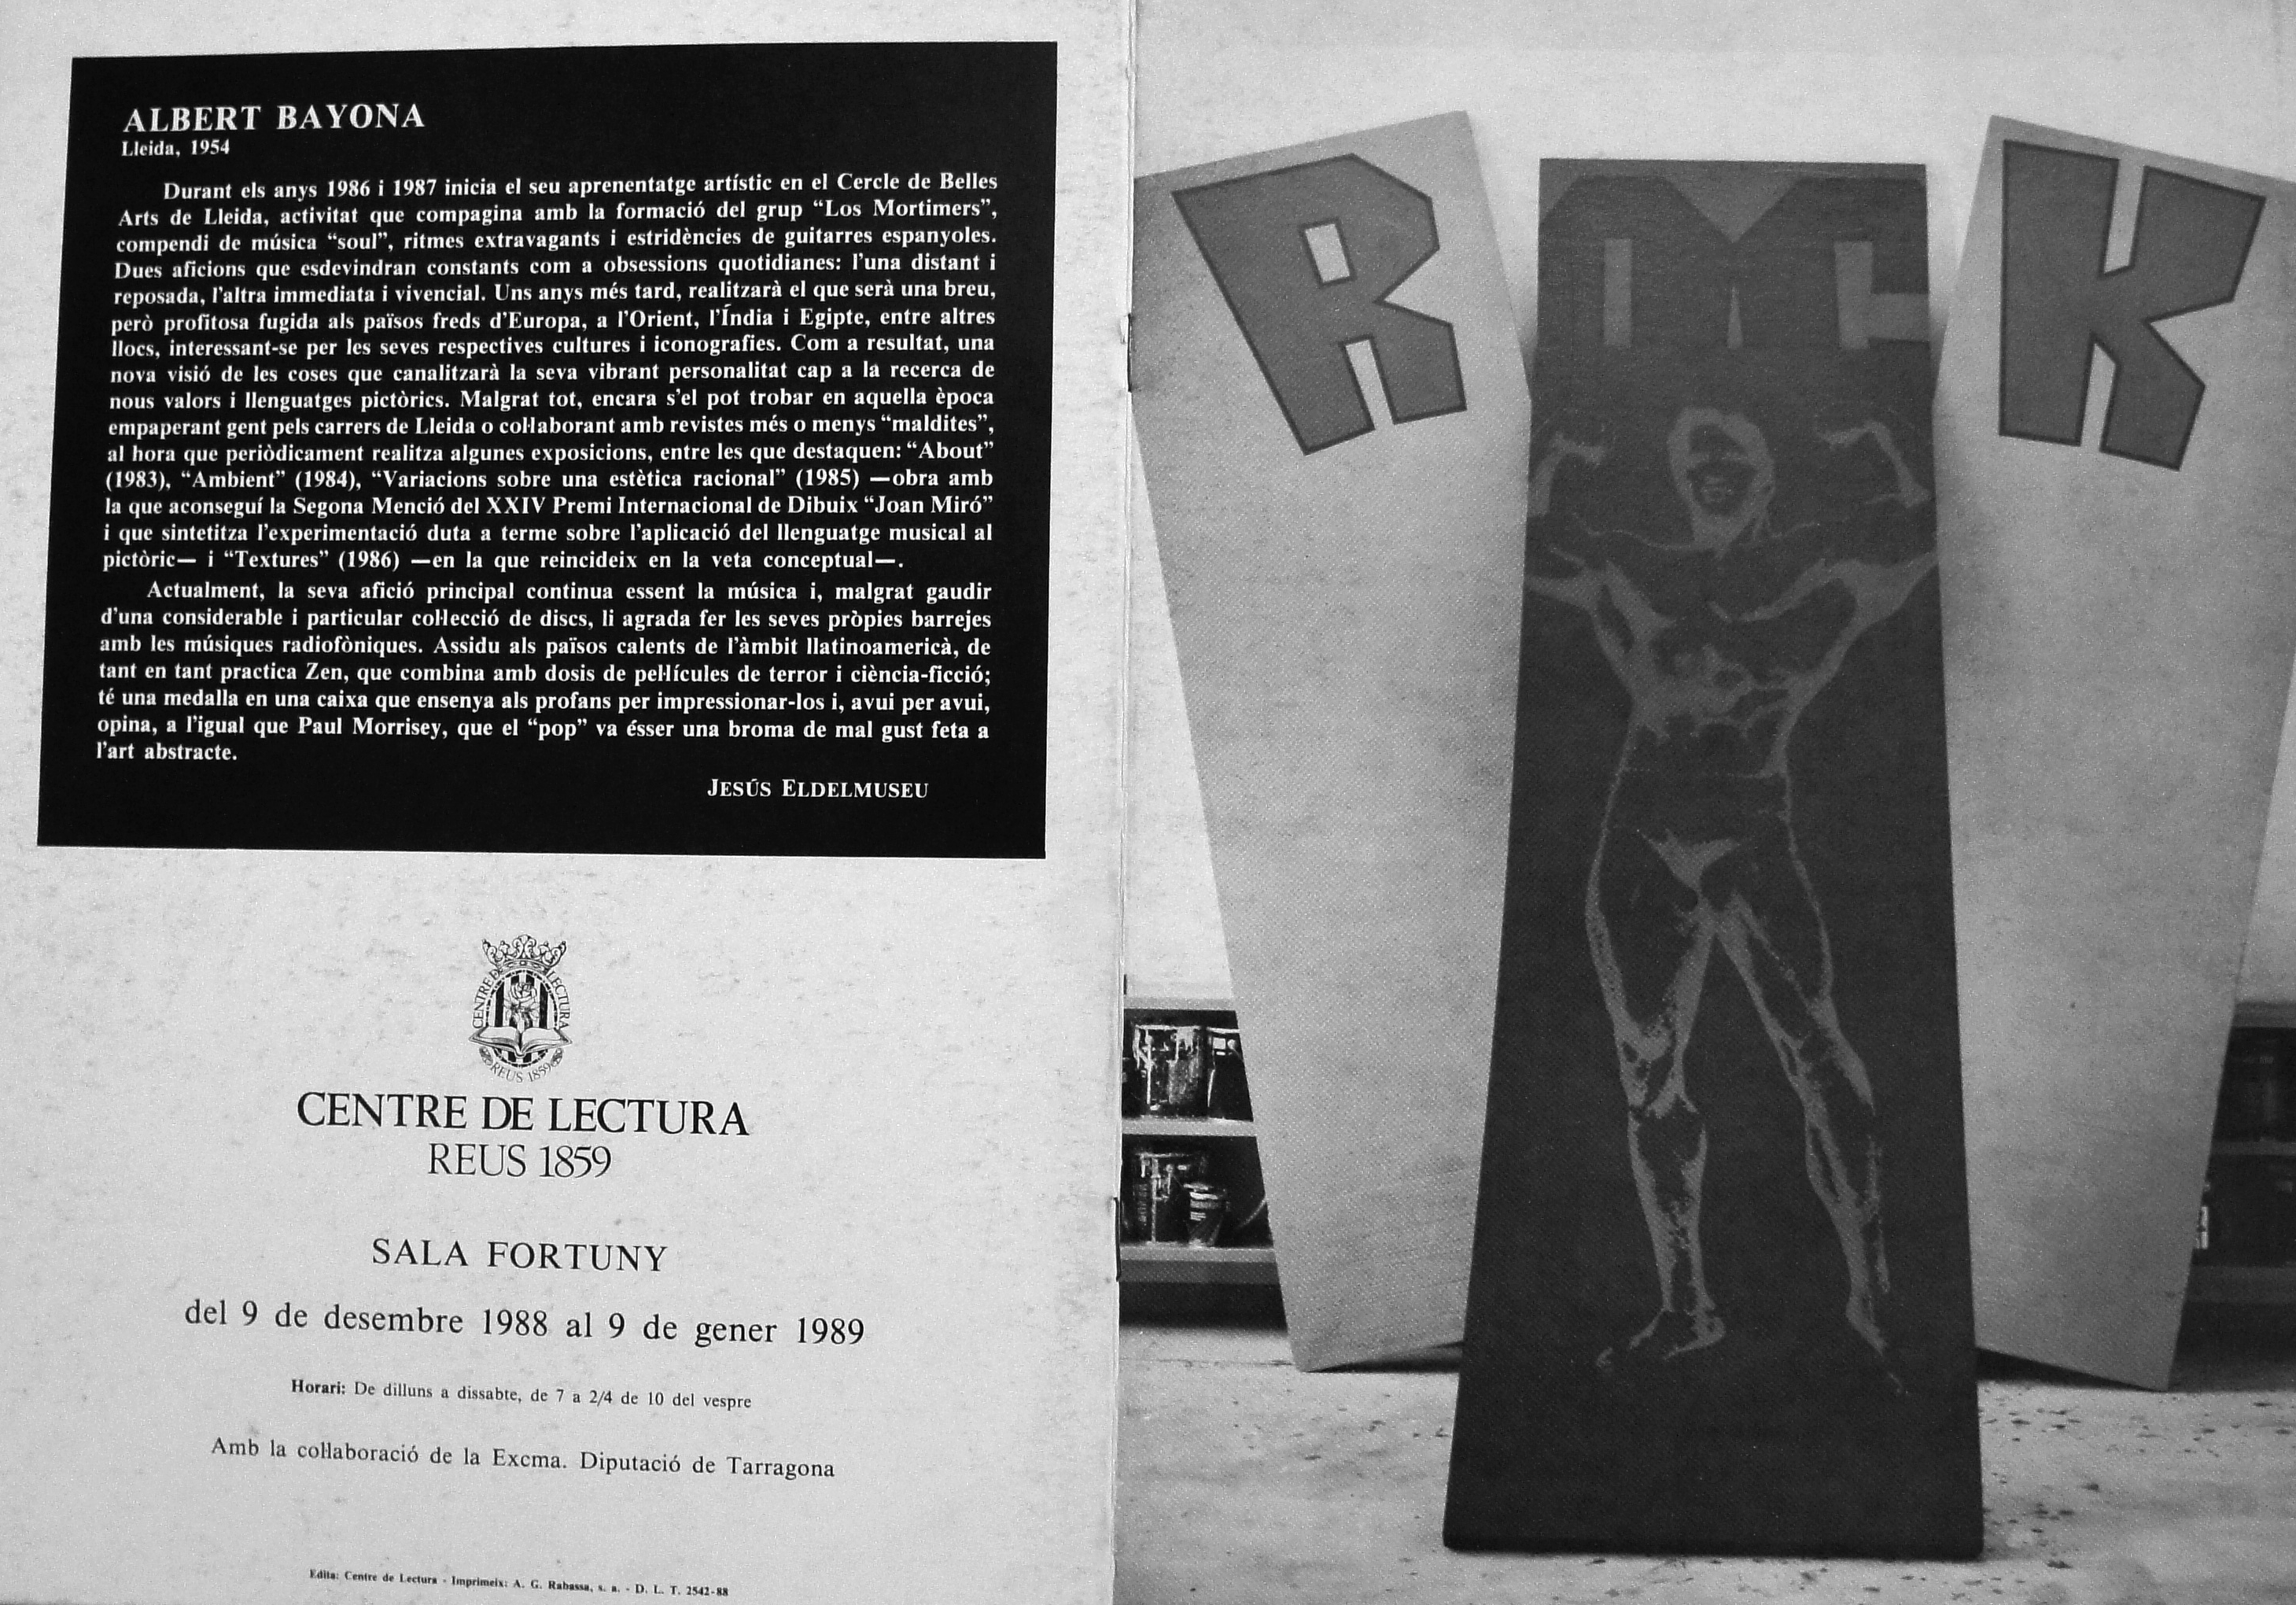 ALBERT BAYONA
Lleida, 1954
Durant els anys 1986 i 1987 inicia el seu aprenentatge artístic en el Cercle de Belles
Arts de Lleida, activitat que compagina amb la formació del grup “Los Mortimers”,
compendi de música “soul”, ritmes extravagants i estridències de guitarres espanyoles.
Dues aficions que esdevindran constants com a obsessions quotidianes: l’una distant i
reposada, l’altra immediata i vivencial. Uns anys més tard, realitzarà el que serà una breu,
però profitosa fugida als països freds d’Europa, a l’Orient, l’Índia i Egipte, entre altres
llocs, interessant-se per les seves respectives cultures i iconografies. Com a resultat, una
nova visió de les coses que canalitzarà la seva vibrant personalitat cap a la recerca de
nous valors i llenguatges pictòrics. Malgrat tot, encara s’el pot trobar en aquella època
empaperant gent pels carrers de Lleida o col·laborant amb revistes més o menys “maldites”,
al hora que periòdicament realitza algunes exposicions, entre les que destaquen: “About”
(1983), “Ambient” (1984), “Variacions sobre una estètica racional” (1985) —obra amb
la que aconseguí la Segona Menció del XXIV Premi Internacional de Dibuix “Joan Miró”
i que sintetitza l’experimentació duta a terme sobre l’aplicació del llenguatge musical al
pictòric— i “Textures” (1986) —en la que reincideix en la veta conceptual—.
Actualment, la seva afició principal continua essent la música i, malgrat gaudir
d’una considerable i particular col·lecció de discs, li agrada fer les seves pròpies barrejes
amb les músiques radiofòniques. Assidu als països calents de l’àmbit llatinoamericà, de
tant en tant practica Zen, que combina amb dosis de pel·lícules de terror i ciència-ficció;
té una medalla en una caixa que ensenya als profans per impressionar-los i, avui per avui,
opina, a l’igual que Paul Morrisey, que el “pop” va ésser una broma de mal gust feta a
l’art abstracte.
JESÚS ELDELMUSEU
CENTRE DE LECTURA
REUS 1859
CENTRE DE LECTURA
REUS 1859
SALA FORTUNY
del 9 de desembre 1988 al 9 de gener 1989
Horari: De dilluns a dissabte, de 7 a 2/4 de 10 del vespre
Amb la col·laboració de la Excma. Diputació de Tarragona
Edita: Centre de Lectura - Imprimeix: A. G. Rabassa, s. a. - D. L. T. 2542-88
R K